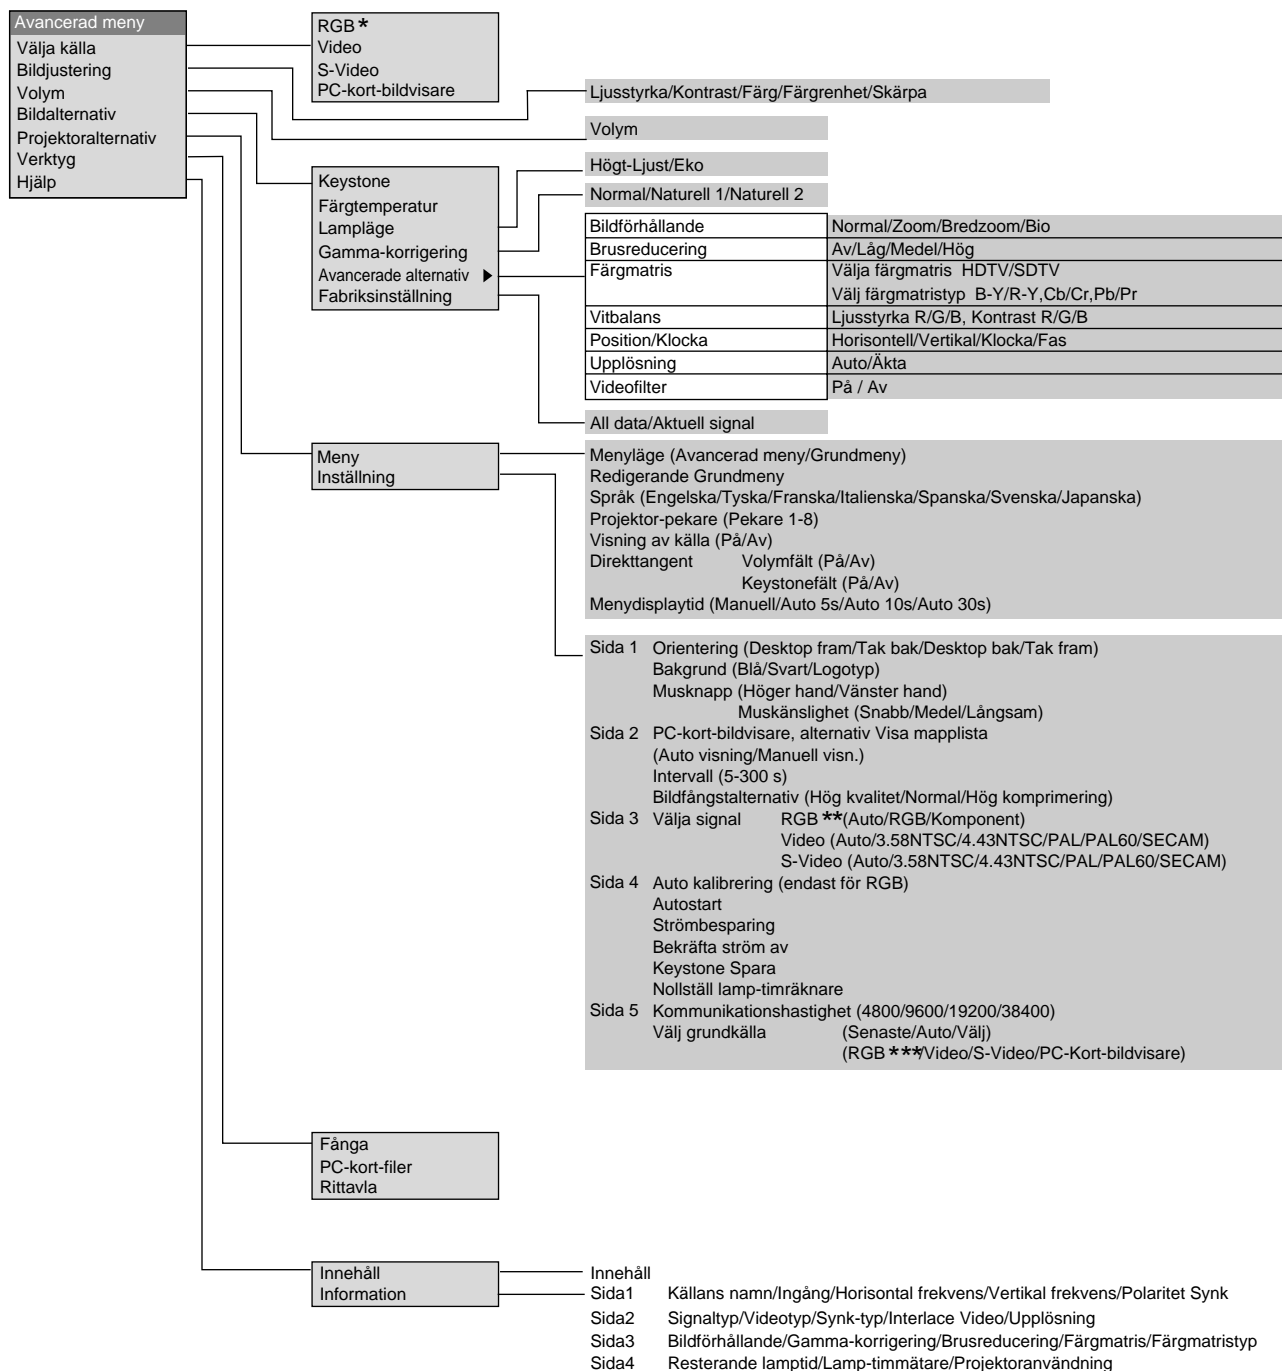 Avancerad meny
Välja källa
Bildjustering
Volym
Bildalternativ
Projektoralternativ
Verktyg
Hjälp
RGB *
Video
S-Video
PC-kort-bildvisare
Ljusstyrka/Kontrast/Färg/Färgrenhet/Skärpa
Volym
Keystone
Färgtemperatur
Lampläge
Gamma-korrigering
Avancerade alternativ ▶
Fabriksinställning
Högt-Ljust/Eko
Normal/Naturell 1/Naturell 2
Bildförhållande Normal/Zoom/Bredzoom/Bio
Brusreducering Av/Låg/Medel/Hög
Färgmatris Välja färgmatris HDTV/SDTV
Välj färgmatristyp B-Y/R-Y,Cb/Cr,Pb/Pr
Vitbalans Ljusstyrka R/G/B, Kontrast R/G/B
Position/Klocka Horisontell/Vertikal/Klocka/Fas
Upplösning Auto/Äkta
Videofilter På / Av
All data/Aktuell signal
Meny
Inställning
Menyläge (Avancerad meny/Grundmeny)
Redigerande Grundmeny
Språk (Engelska/Tyska/Franska/Italienska/Spanska/Svenska/Japanska)
Projektor-pekare (Pekare 1-8)
Visning av källa (På/Av)
Direkttangent Volymfält (På/Av)
Keystonefält (På/Av)
Menydisplaytid (Manuell/Auto 5s/Auto 10s/Auto 30s)
Sida 1 Orientering (Desktop fram/Tak bak/Desktop bak/Tak fram)
Bakgrund (Blå/Svart/Logotyp)
Musknapp (Höger hand/Vänster hand)
Muskänslighet (Snabb/Medel/Långsam)
Sida 2 PC-kort-bildvisare, alternativ Visa mapplista
(Auto visning/Manuell visn.)
Intervall (5-300 s)
Bildfångstalternativ (Hög kvalitet/Normal/Hög komprimering)
Sida 3 Välja signal RGB **(Auto/RGB/Komponent)
Video (Auto/3.58NTSC/4.43NTSC/PAL/PAL60/SECAM)
S-Video (Auto/3.58NTSC/4.43NTSC/PAL/PAL60/SECAM)
Sida 4 Auto kalibrering (endast för RGB)
Autostart
Strömbesparing
Bekräfta ström av
Keystone Spara
Nollställ lamp-timräknare
Sida 5 Kommunikationshastighet (4800/9600/19200/38400)
Välj grundkälla (Senaste/Auto/Välj)
(RGB ***/Video/S-Video/PC-Kort-bildvisare)
Fånga
PC-kort-filer
Rittavla
Innehåll
Information
Innehåll
Sida1 Källans namn/Ingång/Horisontal frekvens/Vertikal frekvens/Polaritet Synk
Sida2 Signaltyp/Videotyp/Synk-typ/Interlace Video/Upplösning
Sida3 Bildförhållande/Gamma-korrigering/Brusreducering/Färgmatris/Färgmatristyp
Sida4 Resterande lamptid/Lamp-timmätare/Projektoranvändning